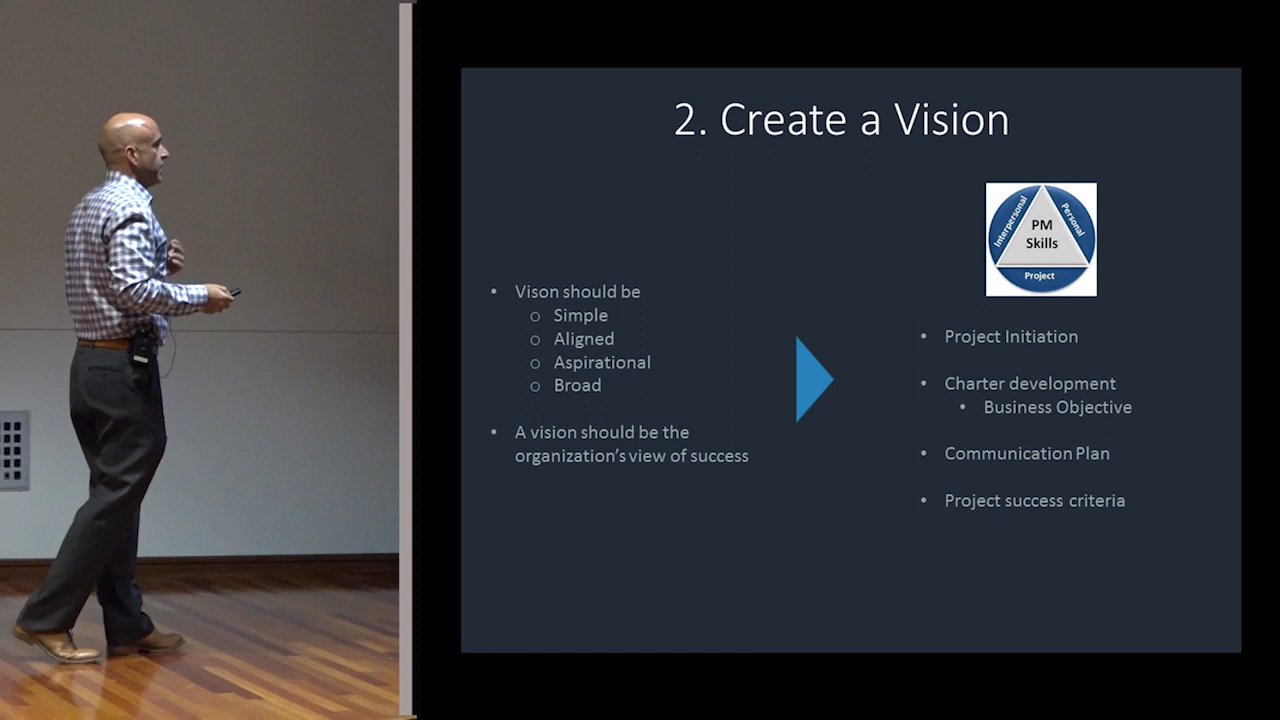 2. Create a Vision
Interpersonal
Personal
PM
Skills
Project
• Vison should be
o Simple
o Aligned
o Aspirational
o Broad
• A vision should be the
organization's view of success
• Project Initiation
• Charter development
• Business Objective
• Communication Plan
• Project success criteria